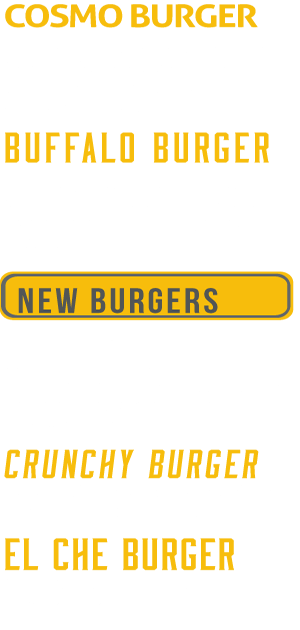 COSMO BURGER
BUFFALO BURGER
NEW BURGERS
CRUNCHY BURGER
EL CHE BURGER